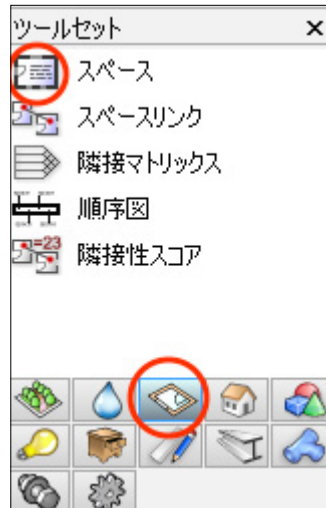 ツールセット
スペース
スペースリンク
隣接マトリックス
順序図
=23
隣接性スコア